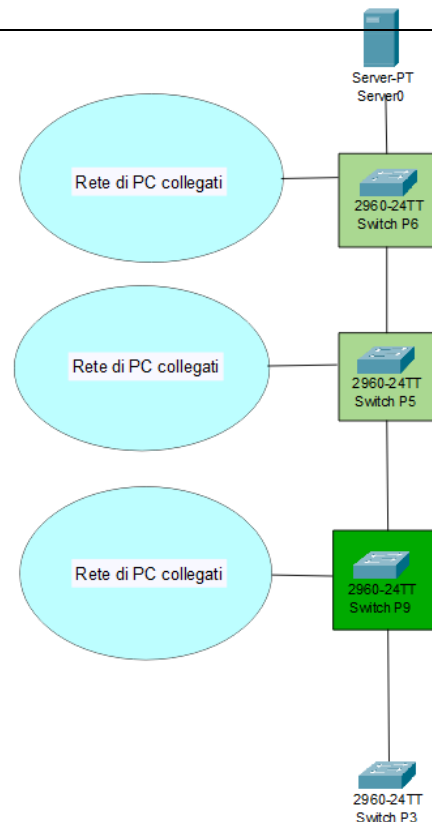 Server-PT
Server0
Rete di PC collegati
2960-24TT
Switch P6
Rete di PC collegati
2960-24TT
Switch P5
Rete di PC collegati
2960-24TT
Switch P9
2960-24TT
Switch P3